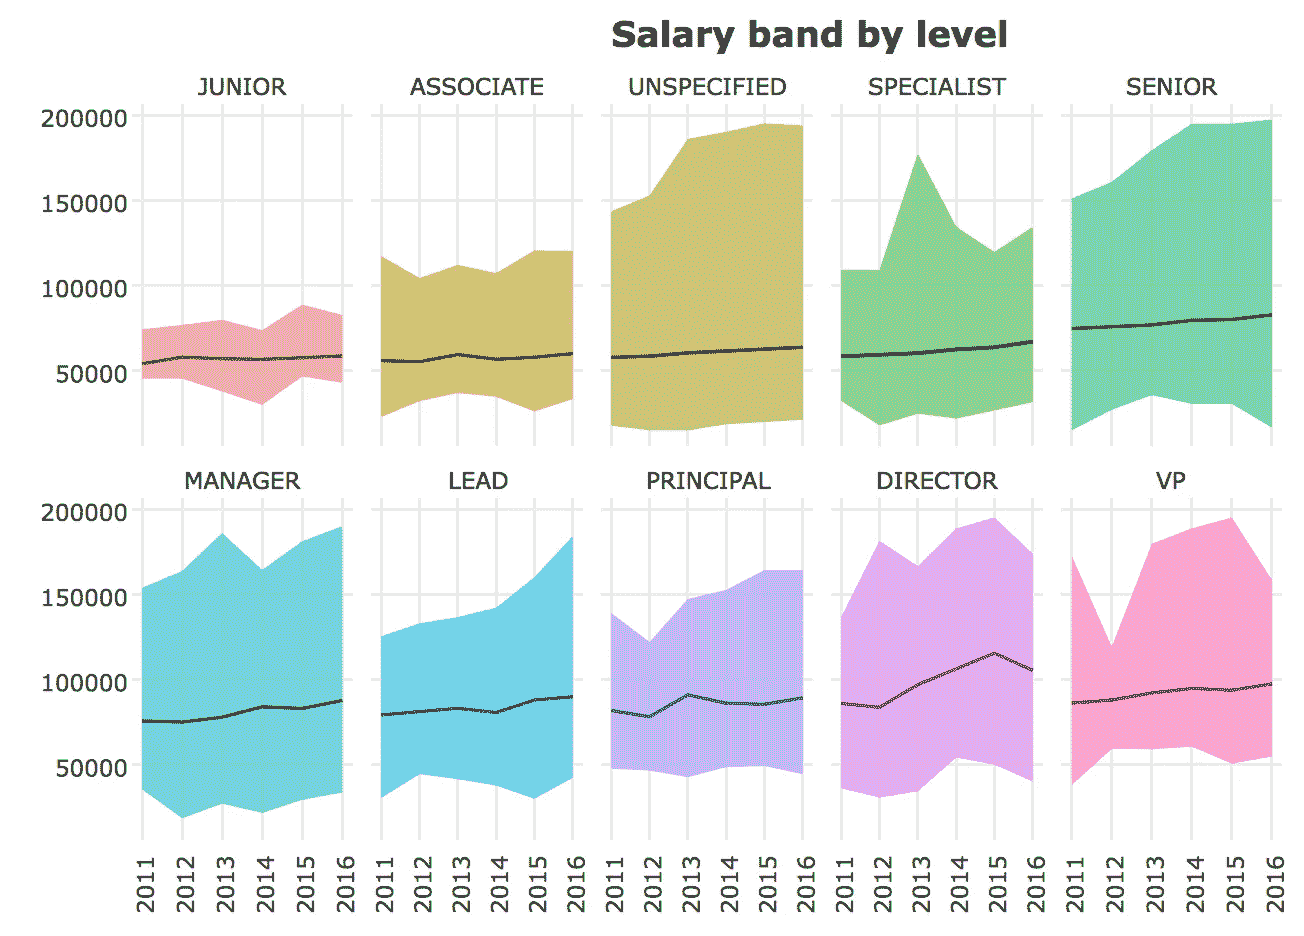 Salary band by level
JUNIOR ASSOCIATE UNSPECIFIED SPECIALIST SENIOR
200000
150000
100000
50000
MANAGER LEAD PRINCIPAL DIRECTOR VP
200000
150000
100000
50000
2011 2012 2013 2014 2015 2016 2011 2012 2013 2014 2015 2016 2011 2012 2013 2014 2015 2016 2011 2012 2013 2014 2015 2016 2011 2012 2013 2014 2015 2016